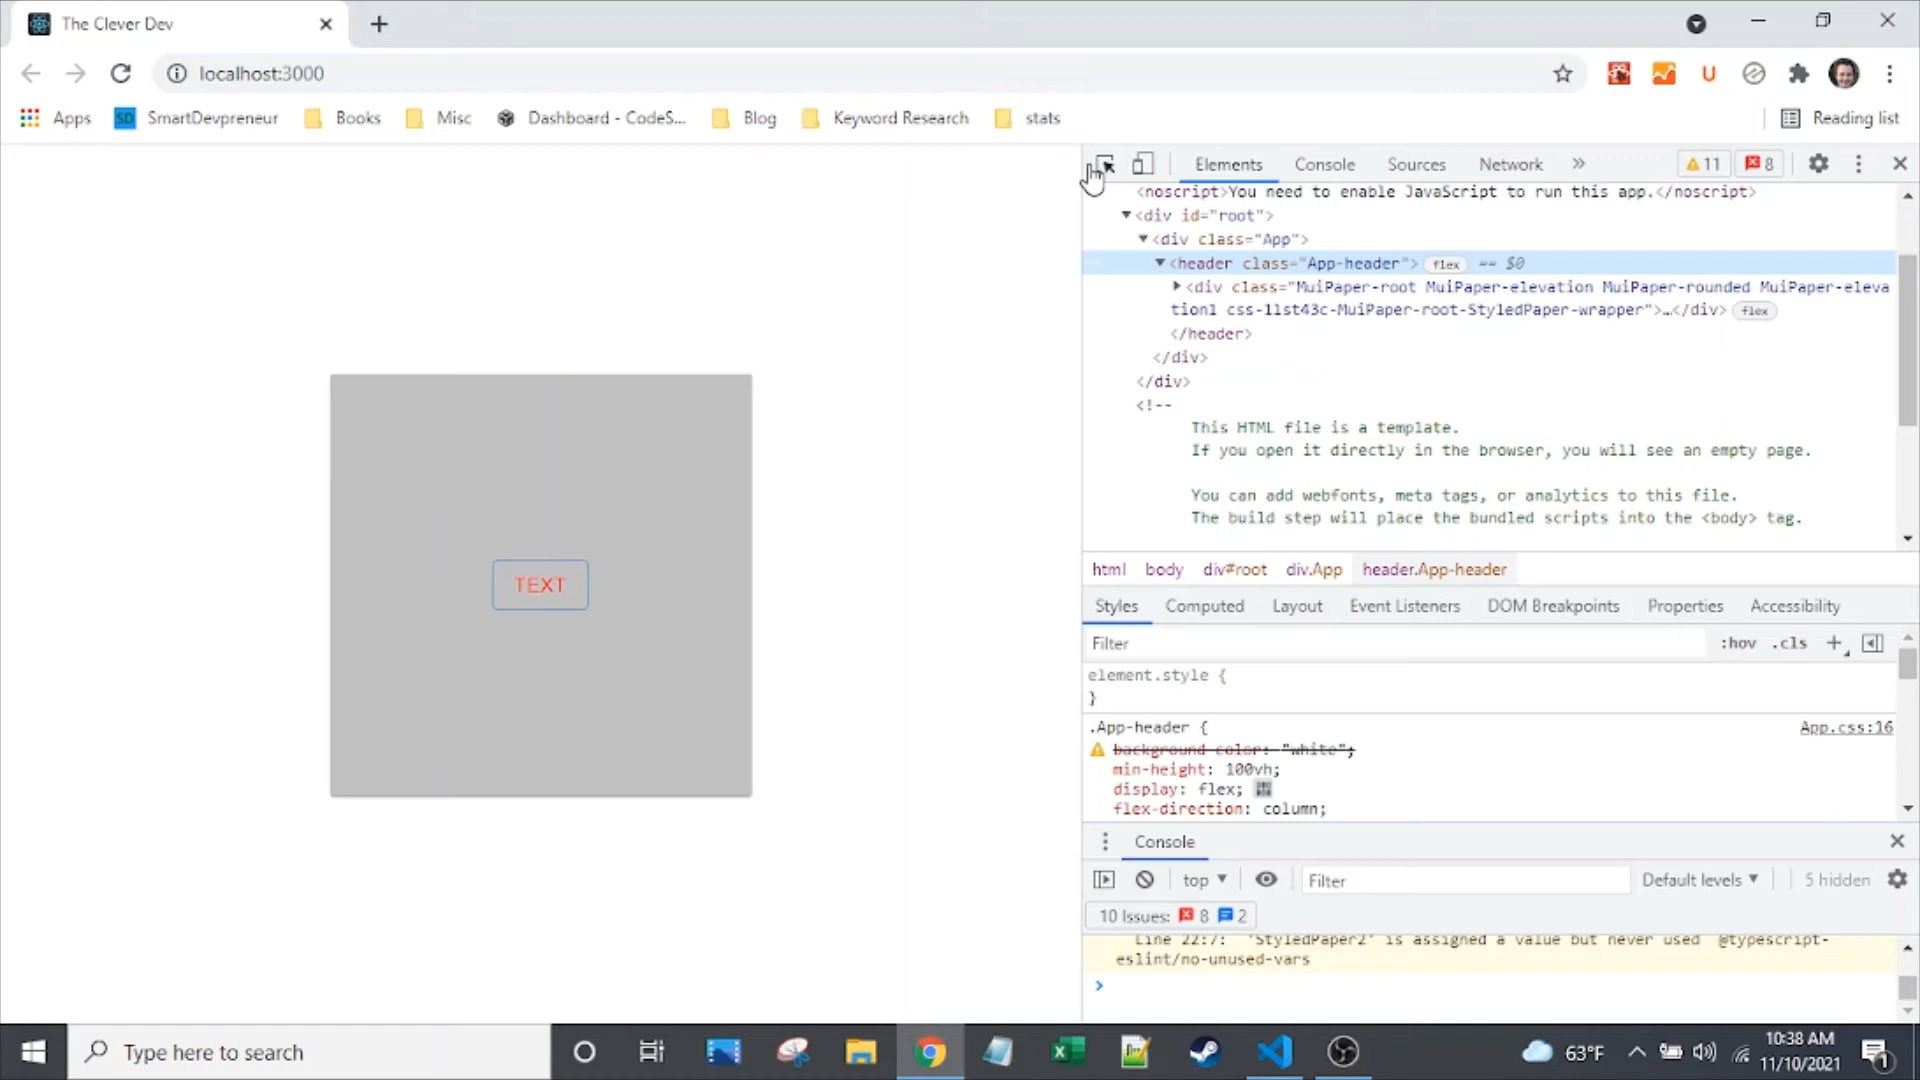 The Clever Dev
localhost:3000
Apps SmartDevpreneur Books Misc Dashboard - CodeS... Blog Keyword Research stats Reading list
Elements Console Sources Network » 11 8
<noscript>You need to enable JavaScript to run this app.</noscript>
<div id="root">
<div class="App">
<header class="App-header"> flex == $0
<div class="MuiPaper-root MuiPaper-elevation MuiPaper-rounded MuiPaper-eleva
tion1 css-11st43c-MuiPaper-root-StyledPaper-wrapper">…</div> flex
</header>
</div>
</div>
<!--
This HTML file is a template.
If you open it directly in the browser, you will see an empty page.
You can add webfonts, meta tags, or analytics to this file.
The build step will place the bundled scripts into the <body> tag.
TEXT
html body div#root div.App header.App-header
Styles Computed Layout Event Listeners DOM Breakpoints Properties Accessibility
Filter :hov .cls +
element.style {
}
.App-header { App.css:16
background-color: "white";
min-height: 100vh;
display: flex;
flex-direction: column;
Console
top Filter Default levels 5 hidden
10 Issues: 8 2
Line 22:7: 'StyledPaper2' is assigned a value but never used @typescript-
eslint/no-unused-vars
Type here to search
63°F
10:38 AM
11/10/2021
1